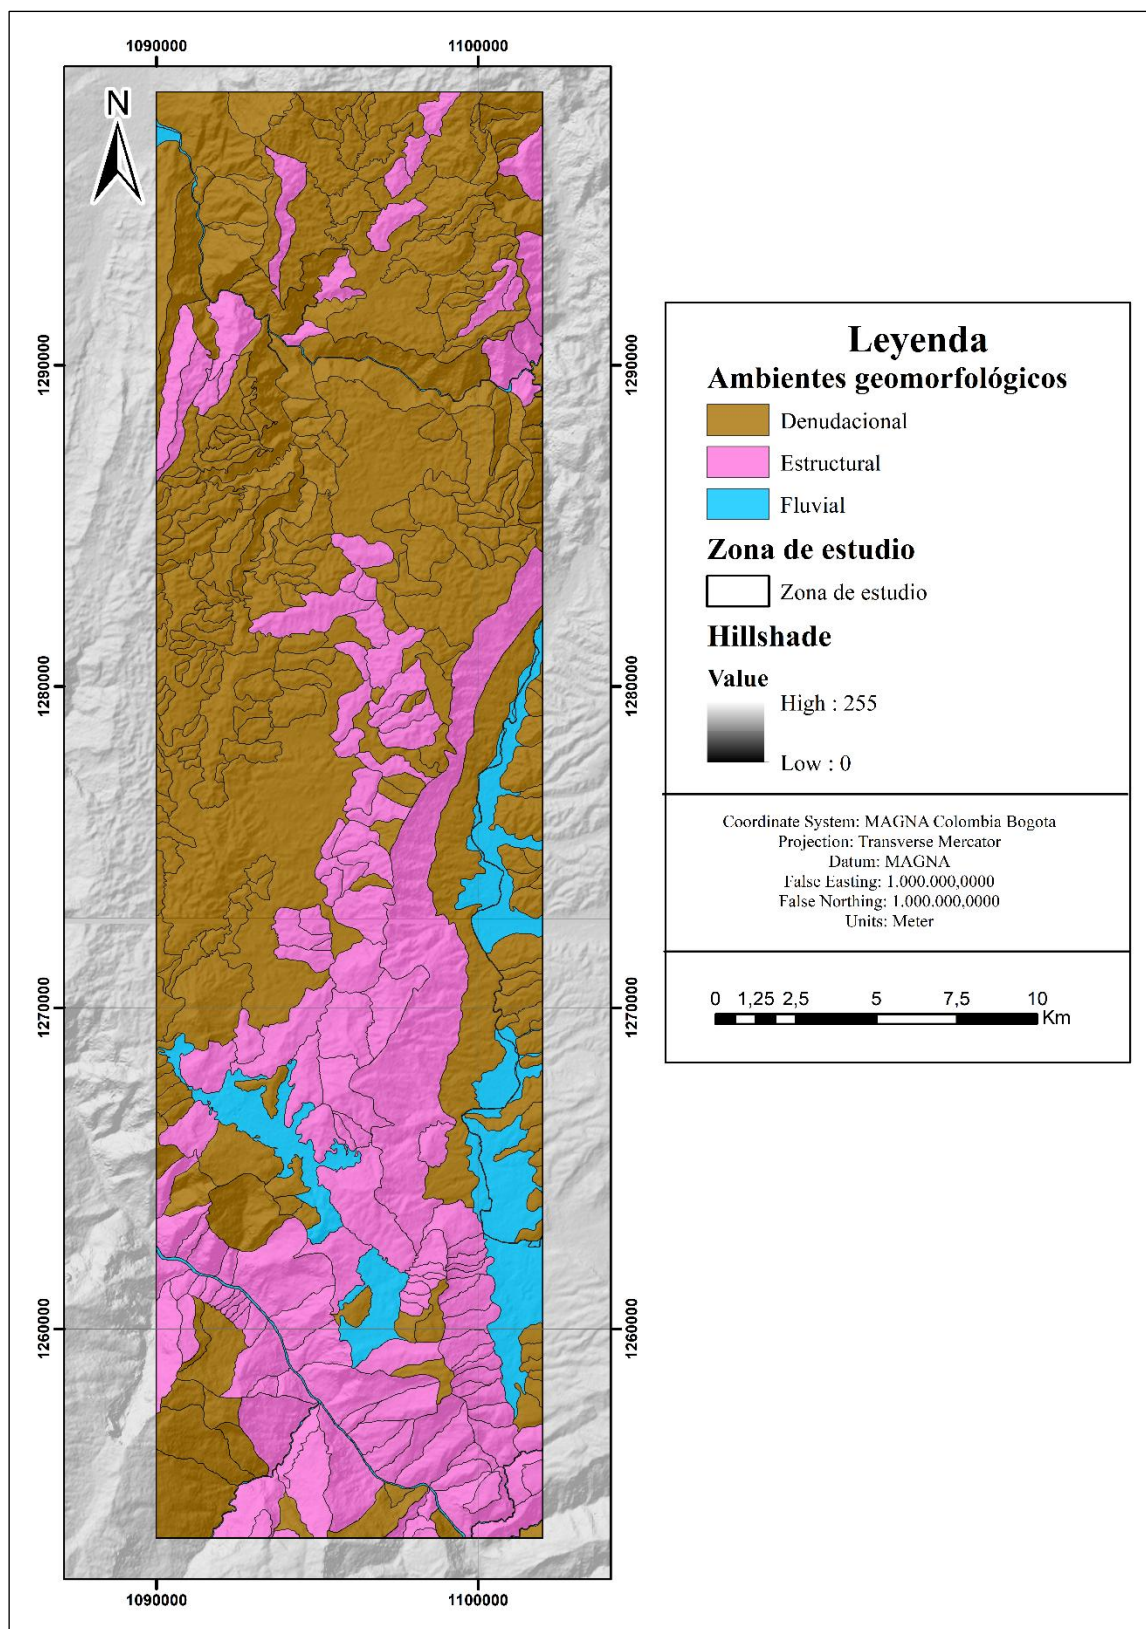 1090000
1100000
N
1290000
1290000
1280000
1280000
1270000
1270000
1260000
1260000
1090000
1100000
Leyenda
Ambientes geomorfológicos
Denudacional
Estructural
Fluvial
Zona de estudio
Zona de estudio
Hillshade
Value
High : 255
Low : 0
Coordinate System: MAGNA Colombia Bogota
Projection: Transverse Mercator
Datum: MAGNA
False Easting: 1.000.000,0000
False Northing: 1.000.000,0000
Units: Meter
0 1,25 2,5 5 7,5 10
Km